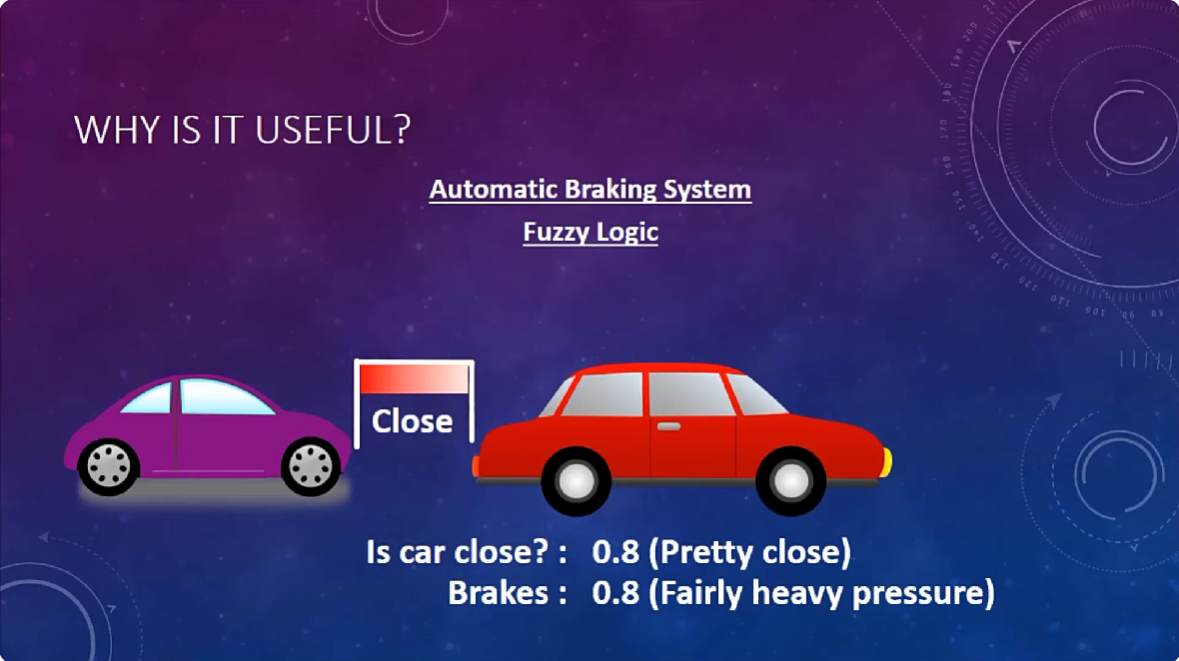 WHY IS IT USEFUL?
Automatic Braking System
Fuzzy Logic
Close
Is car close? : 0.8 (Pretty close)
Brakes : 0.8 (Fairly heavy pressure)